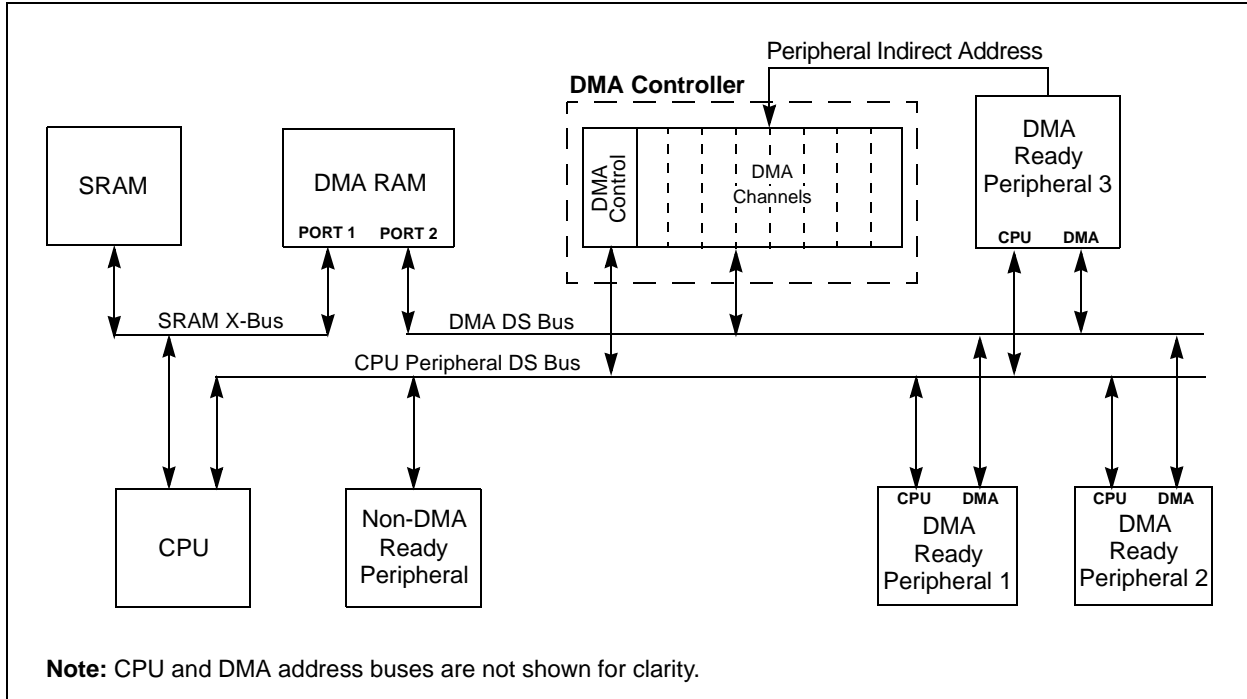 Peripheral Indirect Address
DMA Controller
SRAM
DMA RAM
PORT 1 PORT 2
DMA
Control
DMA
Channels
DMA
Ready
Peripheral 3
CPU DMA
SRAM X-Bus
DMA DS Bus
CPU Peripheral DS Bus
CPU
Non-DMA
Ready
Peripheral
CPU DMA
DMA
Ready
Peripheral 1
CPU DMA
DMA
Ready
Peripheral 2
Note: CPU and DMA address buses are not shown for clarity.